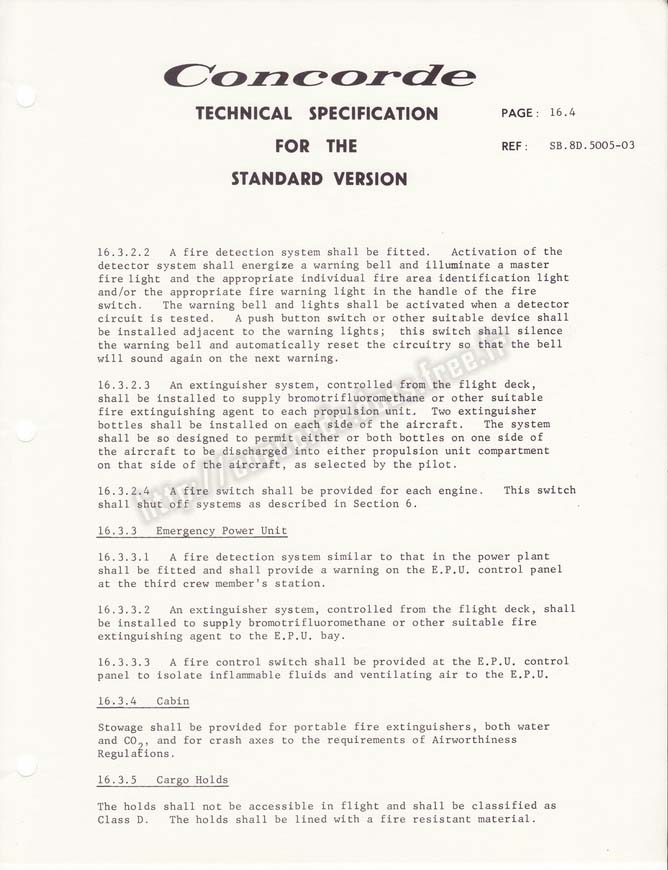 Concorde
TECHNICAL SPECIFICATION
PAGE: 16.4
FOR THE
REF: SB.8D.5005-03
STANDARD VERSION
16.3.2.2 A fire detection system shall be fitted. Activation of the
detector system shall energize a warning bell and illuminate a master
fire light and the appropriate individual fire area identification light
and/or the appropriate fire warning light in the handle of the fire
switch. The warning bell and lights shall be activated when a detector
circuit is tested. A push button switch or other suitable device shall
be installed adjacent to the warning lights; this switch shall silence
the warning bell and automatically reset the circuitry so that the bell
will sound again on the next warning.
16.3.2.3 An extinguisher system, controlled from the flight deck,
shall be installed to supply bromotrifluoromethane or other suitable
fire extinguishing agent to each propulsion unit. Two extinguisher
bottles shall be installed on each side of the aircraft. The system
shall be so designed to permit either or both bottles on one side of
the aircraft to be discharged into either propulsion unit compartment
on that side of the aircraft, as selected by the pilot.
16.3.2.4 A fire switch shall be provided for each engine. This switch
shall shut off systems as described in Section 6.
16.3.3 Emergency Power Unit
16.3.3.1 A fire detection system similar to that in the power plant
shall be fitted and shall provide a warning on the E.P.U. control panel
at the third crew member's station.
16.3.3.2 An extinguisher system, controlled from the flight deck, shall
be installed to supply bromotrifluoromethane or other suitable fire
extinguishing agent to the E.P.U. bay.
16.3.3.3 A fire control switch shall be provided at the E.P.U. control
panel to isolate inflammable fluids and ventilating air to the E.P.U.
16.3.4 Cabin
Stowage shall be provided for portable fire extinguishers, both water
and CO2, and for crash axes to the requirements of Airworthiness
Regulations.
16.3.5 Cargo Holds
The holds shall not be accessible in flight and shall be classified as
Class D. The holds shall be lined with a fire resistant material.